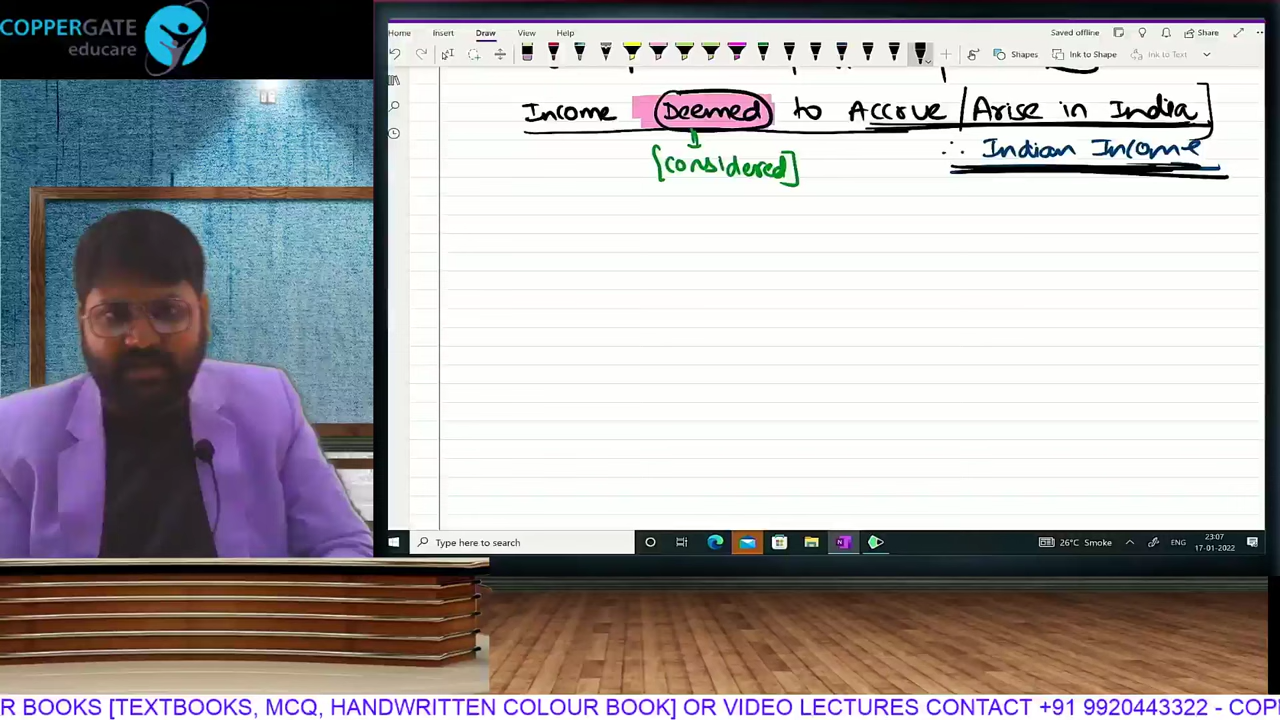 COPPERGATE
educare
Home Insert Draw View Help
Saved offline
Share
Shapes
Ink to Shape
Ink to Text
Income Deemed to Accrue / Arise in India]
[considered]
∴ Indian Income
Type here to search
26°C Smoke
ENG
23:07
17-01-2022
R BOOKS [TEXTBOOKS, MCQ, HANDWRITTEN COLOUR BOOK] OR VIDEO LECTURES CONTACT +91 9920443322 - COP